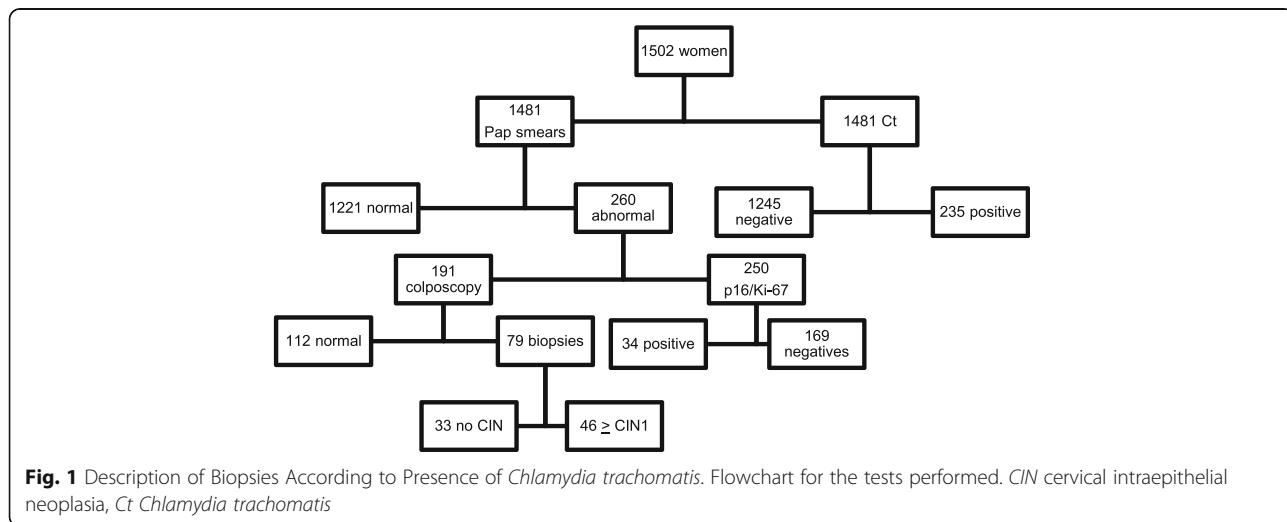 1502 women
1481
Pap smears
1481 Ct
1221 normal
260
abnormal
1245
negative
235 positive
191
colposcopy
250
p16/Ki-67
112 normal
79 biopsies
34 positive
169
negatives
33 no CIN
46 ≥ CIN1
Fig. 1 Description of Biopsies According to Presence of Chlamydia trachomatis. Flowchart for the tests performed. CIN cervical intraepithelial
neoplasia, Ct Chlamydia trachomatis